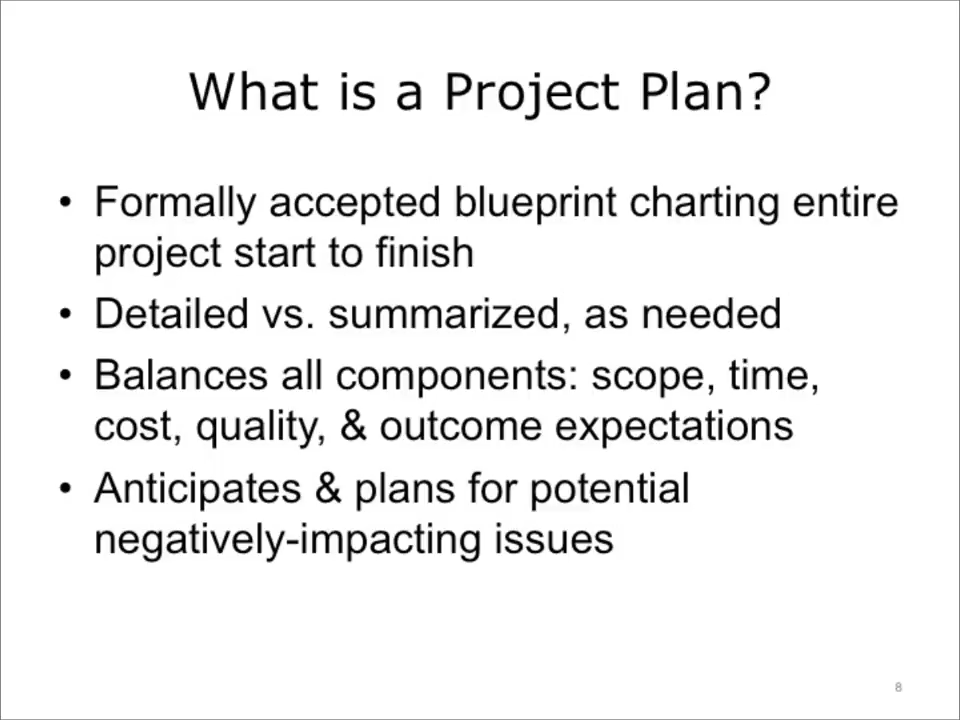 What is a Project Plan?
• Formally accepted blueprint charting entire
project start to finish
• Detailed vs. summarized, as needed
• Balances all components: scope, time,
cost, quality, & outcome expectations
• Anticipates & plans for potential
negatively-impacting issues
8